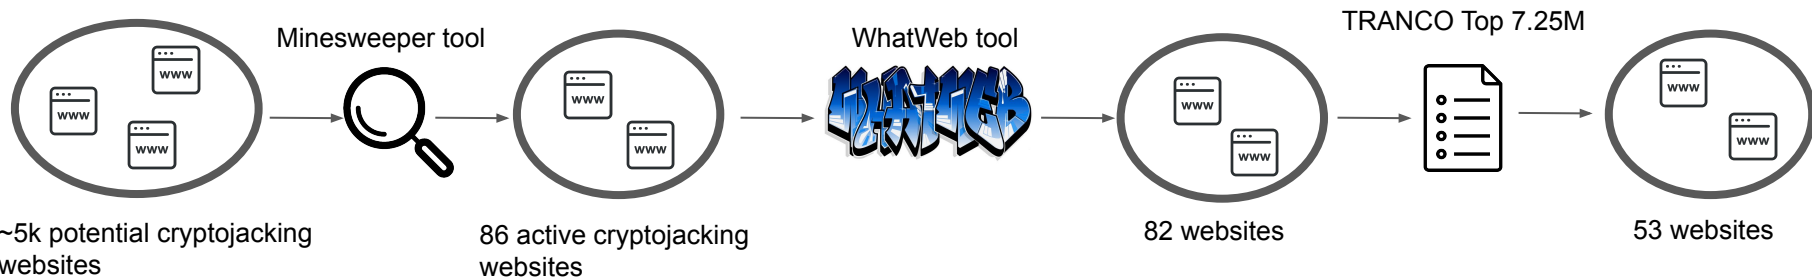 TRANCO Top 7.25M
Minesweeper tool
WhatWeb tool
www
www
www
www
www
WHATWEB
www
www
www
www
~5k potential cryptojacking
websites
86 active cryptojacking
websites
82 websites
53 websites